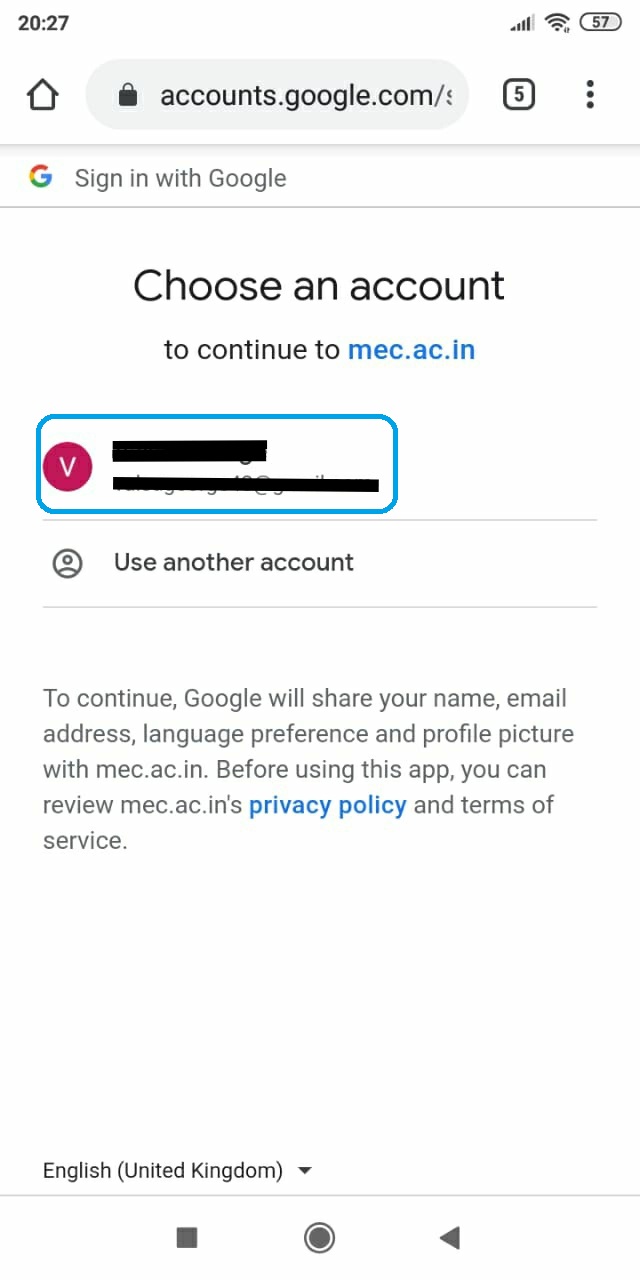 20:27
57
accounts.google.com/s
5
Sign in with Google
Choose an account
to continue to mec.ac.in
V
Use another account
To continue, Google will share your name, email
address, language preference and profile picture
with mec.ac.in. Before using this app, you can
review mec.ac.in's privacy policy and terms of
service.
English (United Kingdom)